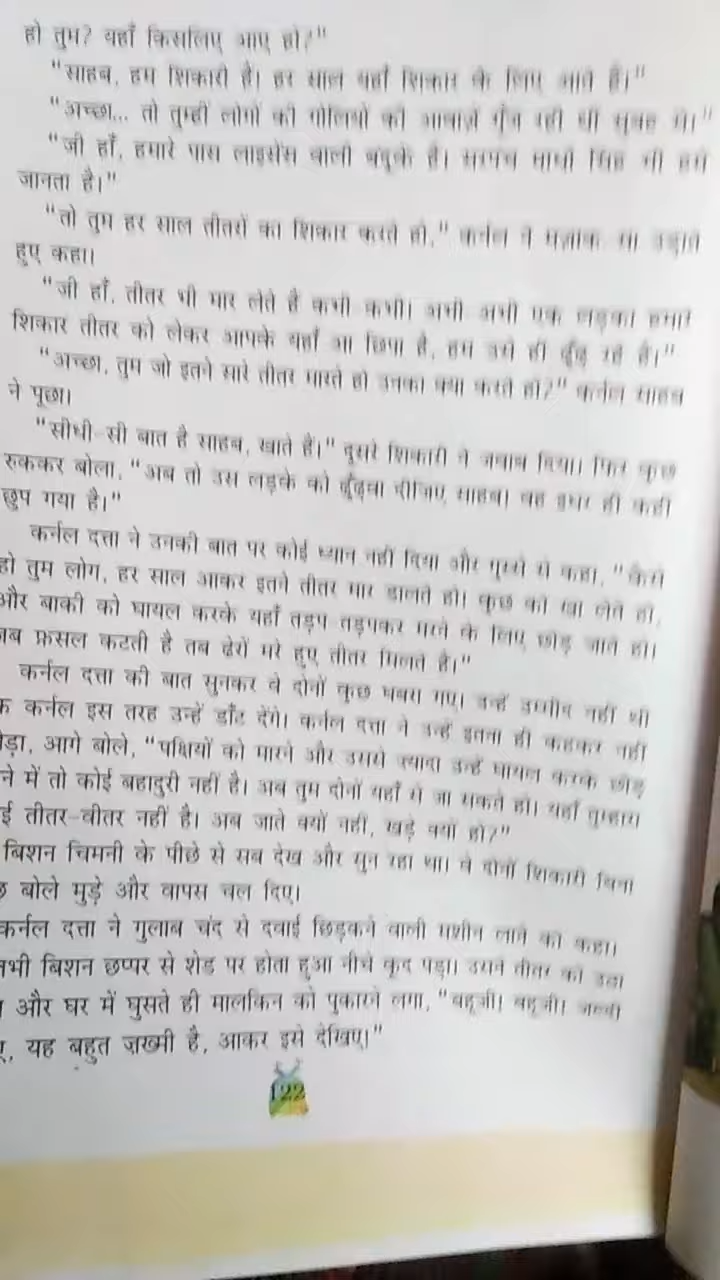 हो तुम? यहाँ किसलिए आए हो?"
"साहब, हम शिकारी हैं। हर साल यहाँ शिकार के लिए आते हैं।"
"अच्छा... तो तुम्हीं लोगों की गोलियों की आवाज़ें गूँज रही थीं सुबह से।"
"जी हाँ, हमारे पास लाइसेंस वाली बंदूकें हैं। सरपंच माधो सिंह भी हमें
जानता है।"
"तो तुम हर साल तीतरों का शिकार करते हो," कर्नल ने मज़ाक सा उड़ाते
हुए कहा।
"जी हाँ, तीतर भी मार लेते हैं कभी कभी। अभी अभी एक लड़का हमारे
शिकार तीतर को लेकर आपके यहाँ आ छिपा है, हम उसे ही ढूँढ़ रहे हैं।"
"अच्छा, तुम जो इतने सारे तीतर मारते हो उनका क्या करते हो?" कर्नल साहब
ने पूछा।
"सीधी-सी बात है साहब, खाते हैं।" दूसरे शिकारी ने जवाब दिया। फिर कुछ
रुककर बोला, "अब तो उस लड़के को ढूँढ़वा दीजिए साहब। वह इधर ही कहीं
छुप गया है।"
कर्नल दत्ता ने उनकी बात पर कोई ध्यान नहीं दिया और गुस्से से कहा, "कैसे
हो तुम लोग, हर साल आकर इतने तीतर मार डालते हो। कुछ को खा लेते हो,
और बाकी को घायल करके यहाँ तड़प तड़पकर मरने के लिए छोड़ जाते हो।
जब फ़सल कटती है तब ढेरों मरे हुए तीतर मिलते हैं।"
कर्नल दत्ता की बात सुनकर वे दोनों कुछ घबरा गए। उन्हें उम्मीद नहीं थी
क कर्नल इस तरह उन्हें डाँट देंगे। कर्नल दत्ता ने उन्हें इतना ही कहकर नहीं
ड़ा, आगे बोले, "पक्षियों को मारने और उससे ज्यादा उन्हें घायल करके छोड़
ने में तो कोई बहादुरी नहीं है। अब तुम दोनों यहाँ से जा सकते हो। यहाँ तुम्हारा
ई तीतर-वीतर नहीं है। अब जाते क्यों नहीं, खड़े क्यों हो?"
बिशन चिमनी के पीछे से सब देख और सुन रहा था। वे दोनों शिकारी बिना
छ बोले मुड़े और वापस चल दिए।
कर्नल दत्ता ने गुलाब चंद से दवाई छिड़कने वाली मशीन लाने को कहा।
तभी बिशन छप्पर से शेड पर होता हुआ नीचे कूद पड़ा। उसने तीतर को उठा
और घर में घुसते ही मालकिन को पुकारने लगा, "बहूजी। बहूजी। जल्दी
ए, यह बहुत ज़ख्मी है, आकर इसे देखिए।"
122